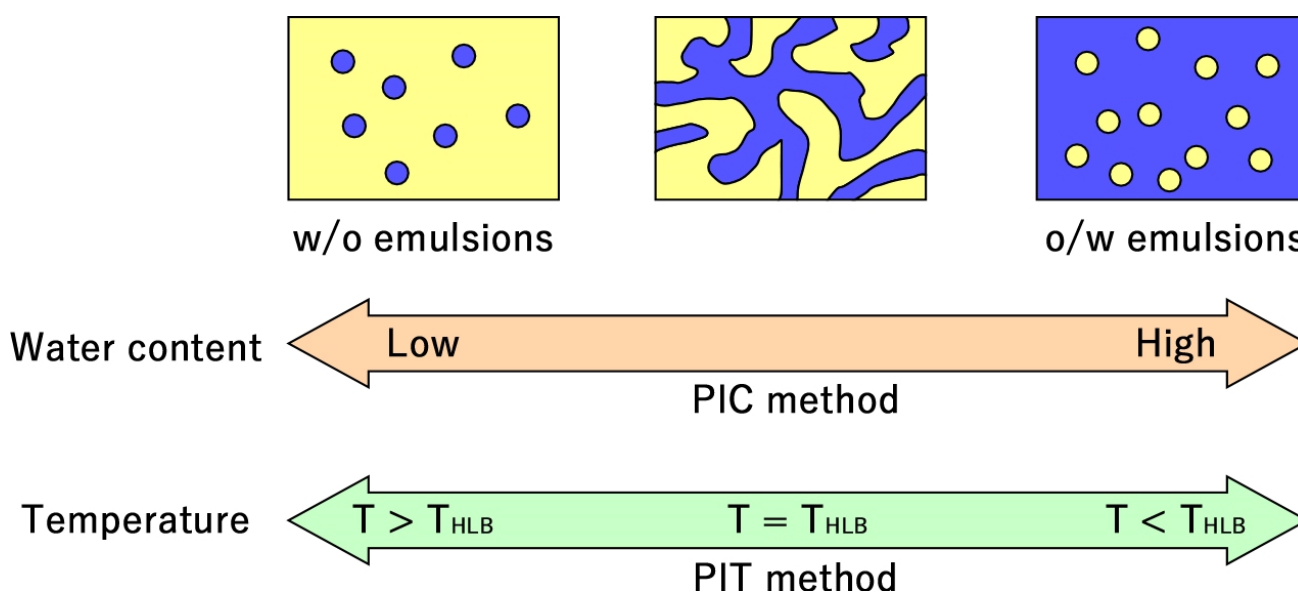 w/o emulsions
o/w emulsions
Water content
Low
High
PIC method
Temperature
T > THLB
T = THLB
T < THLB
PIT method